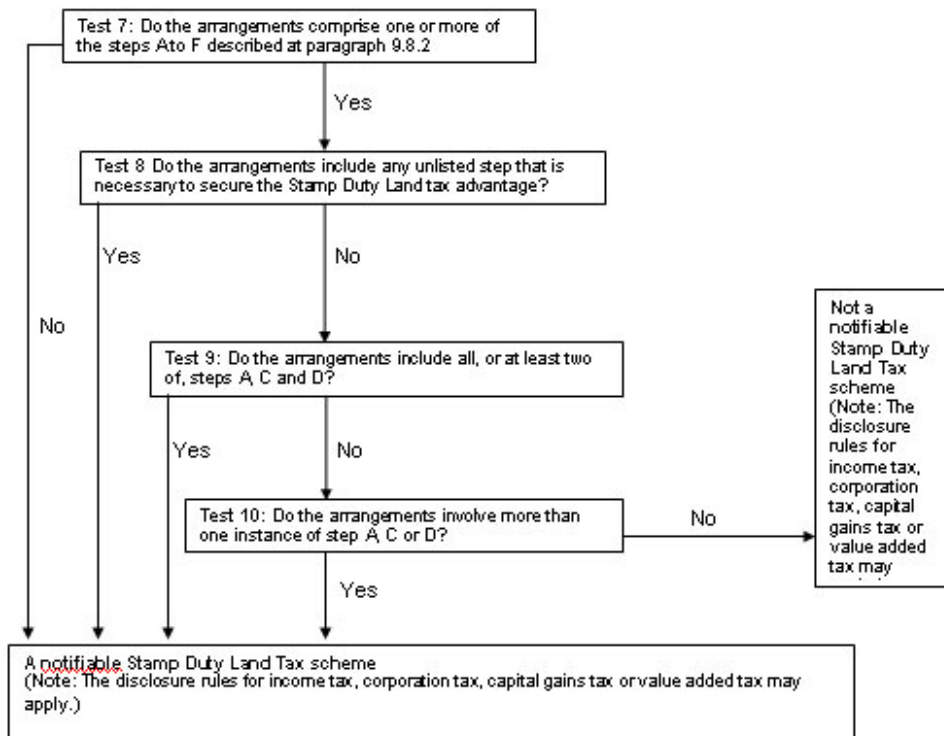 Test 7: Do the arrangements comprise one or more of
the steps A to F described at paragraph 9.8.2
Yes
Test 8 Do the arrangements include any unlisted step that is
necessary to secure the Stamp Duty Land tax advantage?
Yes
No
No
Test 9: Do the arrangements include all, or at least two
of, steps A, C and D?
Yes
No
Test 10: Do the arrangements involve more than
one instance of step A, C or D?
No
Yes
Not a
notifiable
Stamp Duty
Land Tax
scheme
(Note: The
disclosure
rules for
income tax,
corporation
tax, capital
gains tax or
value added
tax may
A notifiable Stamp Duty Land Tax scheme
(Note: The disclosure rules for income tax, corporation tax, capital gains tax or value added tax may
apply.)